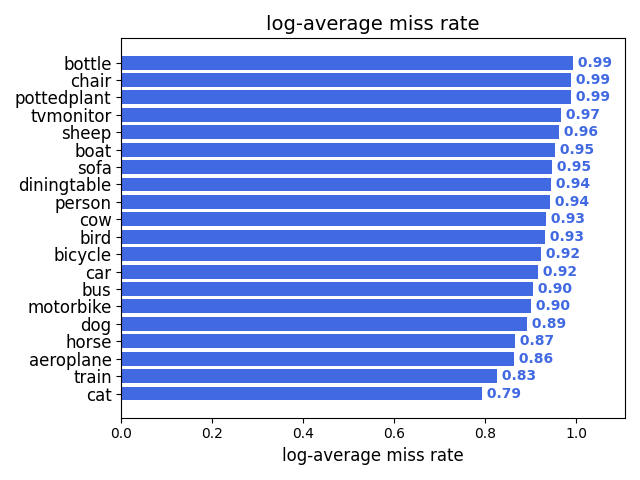 log-average miss rate
bottle 0.99
chair 0.99
pottedplant 0.99
tvmonitor 0.97
sheep 0.96
boat 0.95
sofa 0.95
diningtable 0.94
person 0.94
cow 0.93
bird 0.93
bicycle 0.92
car 0.92
bus 0.90
motorbike 0.90
dog 0.89
horse 0.87
aeroplane 0.86
train 0.83
cat 0.79
0.0 0.2 0.4 0.6 0.8 1.0
log-average miss rate